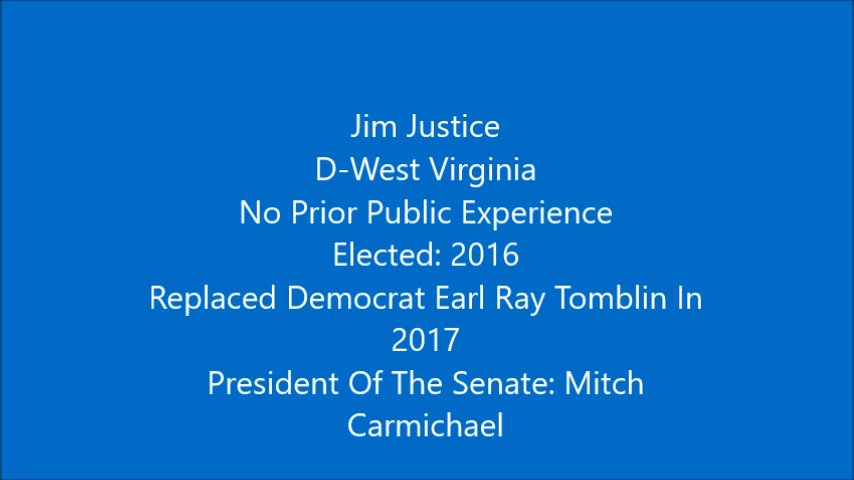 Jim Justice
D-West Virginia
No Prior Public Experience
Elected: 2016
Replaced Democrat Earl Ray Tomblin In
2017
President Of The Senate: Mitch
Carmichael